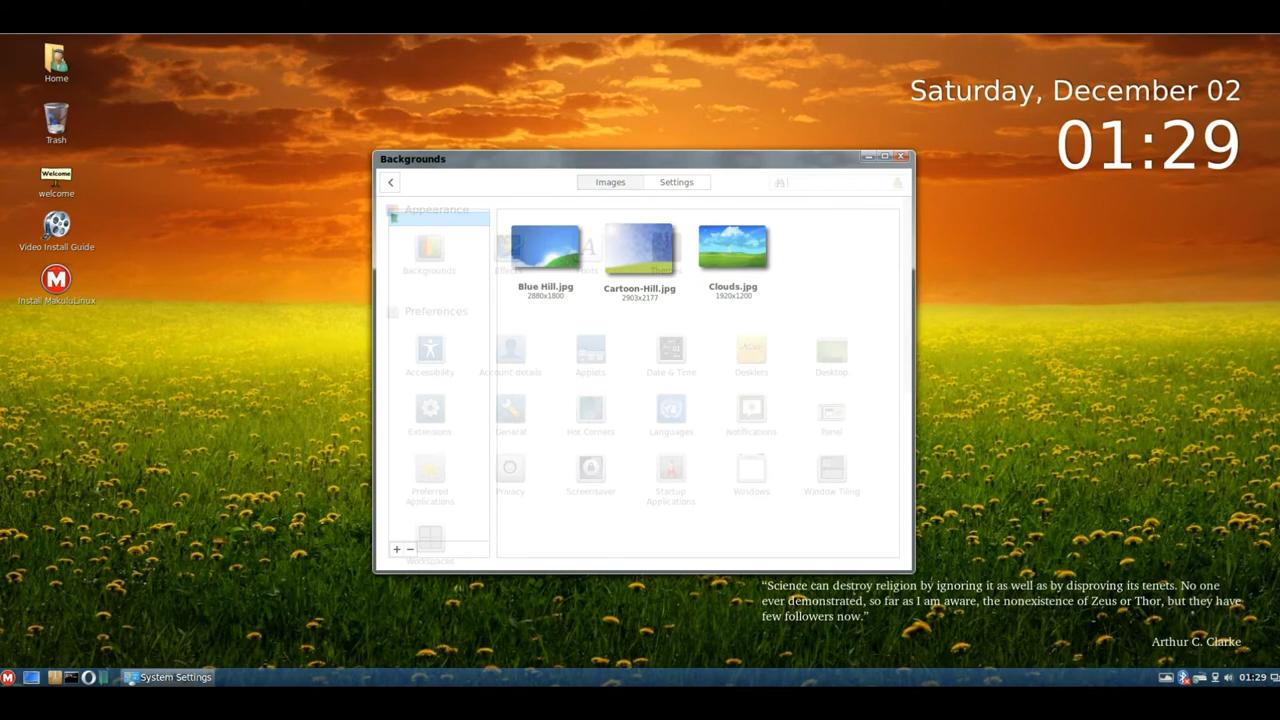 Home
Trash
Welcome
welcome
Video Install Guide
Install MakuluLinux
Saturday, December 02
01:29
Backgrounds
Images
Settings
Appearance
Backgrounds
Effects
Fonts
Themes
Blue Hill.jpg
2880x1800
Cartoon-Hill.jpg
2903x2177
Clouds.jpg
1920x1200
Preferences
Accessibility
Account details
Applets
Date & Time
Desklets
Desktop
Extensions
General
Hot Corners
Languages
Notifications
Panel
Preferred
Applications
Privacy
Screensaver
Startup
Applications
Windows
Window Tiling
Workspaces
“Science can destroy religion by ignoring it as well as by disproving its tenets. No one
ever demonstrated, so far as I am aware, the nonexistence of Zeus or Thor, but they have
few followers now.”
Arthur C. Clarke
System Settings
01:29